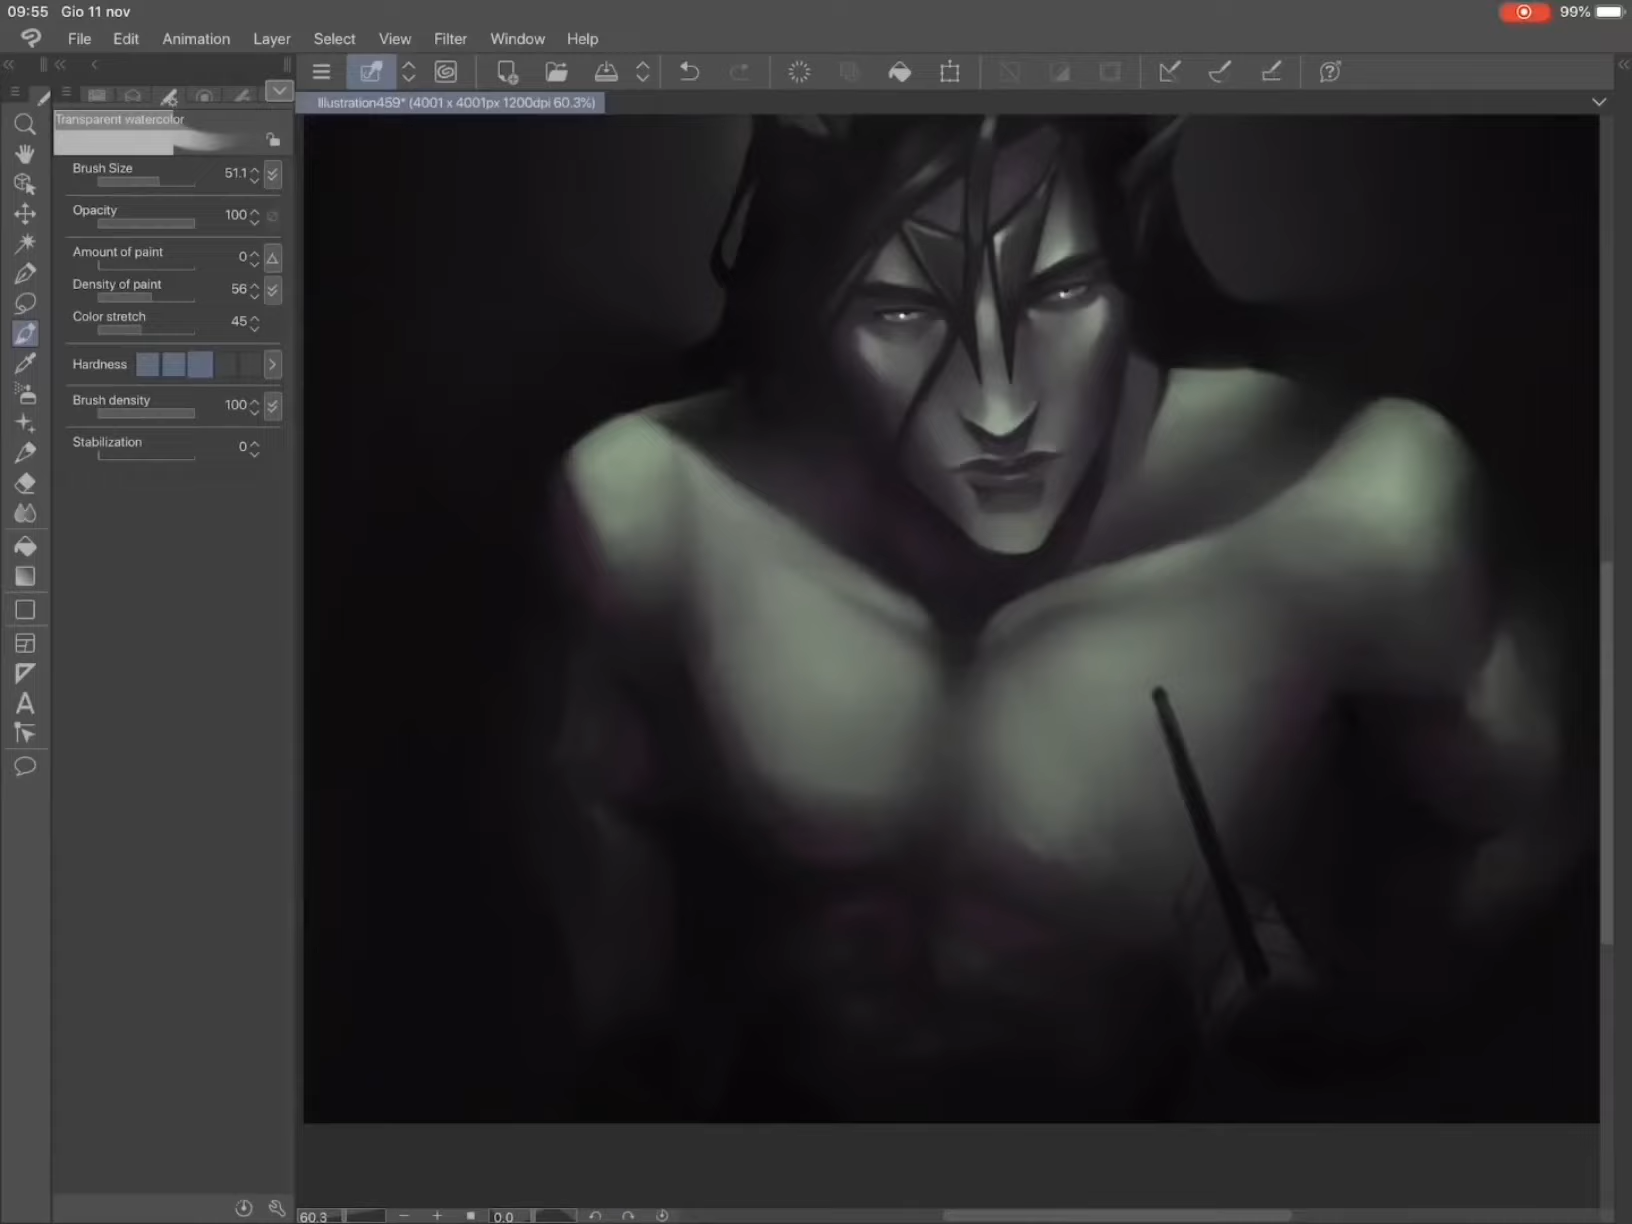 09:55 Gio 11 nov 99%
File Edit Animation Layer Select View Filter Window Help
Illustration459* (4001 x 4001px 1200dpi 60.3%)
Transparent watercolor
Brush Size 51.1
Opacity 100
Amount of paint 0
Density of paint 56
Color stretch 45
Hardness
Brush density 100
Stabilization 0
60.3 0.0